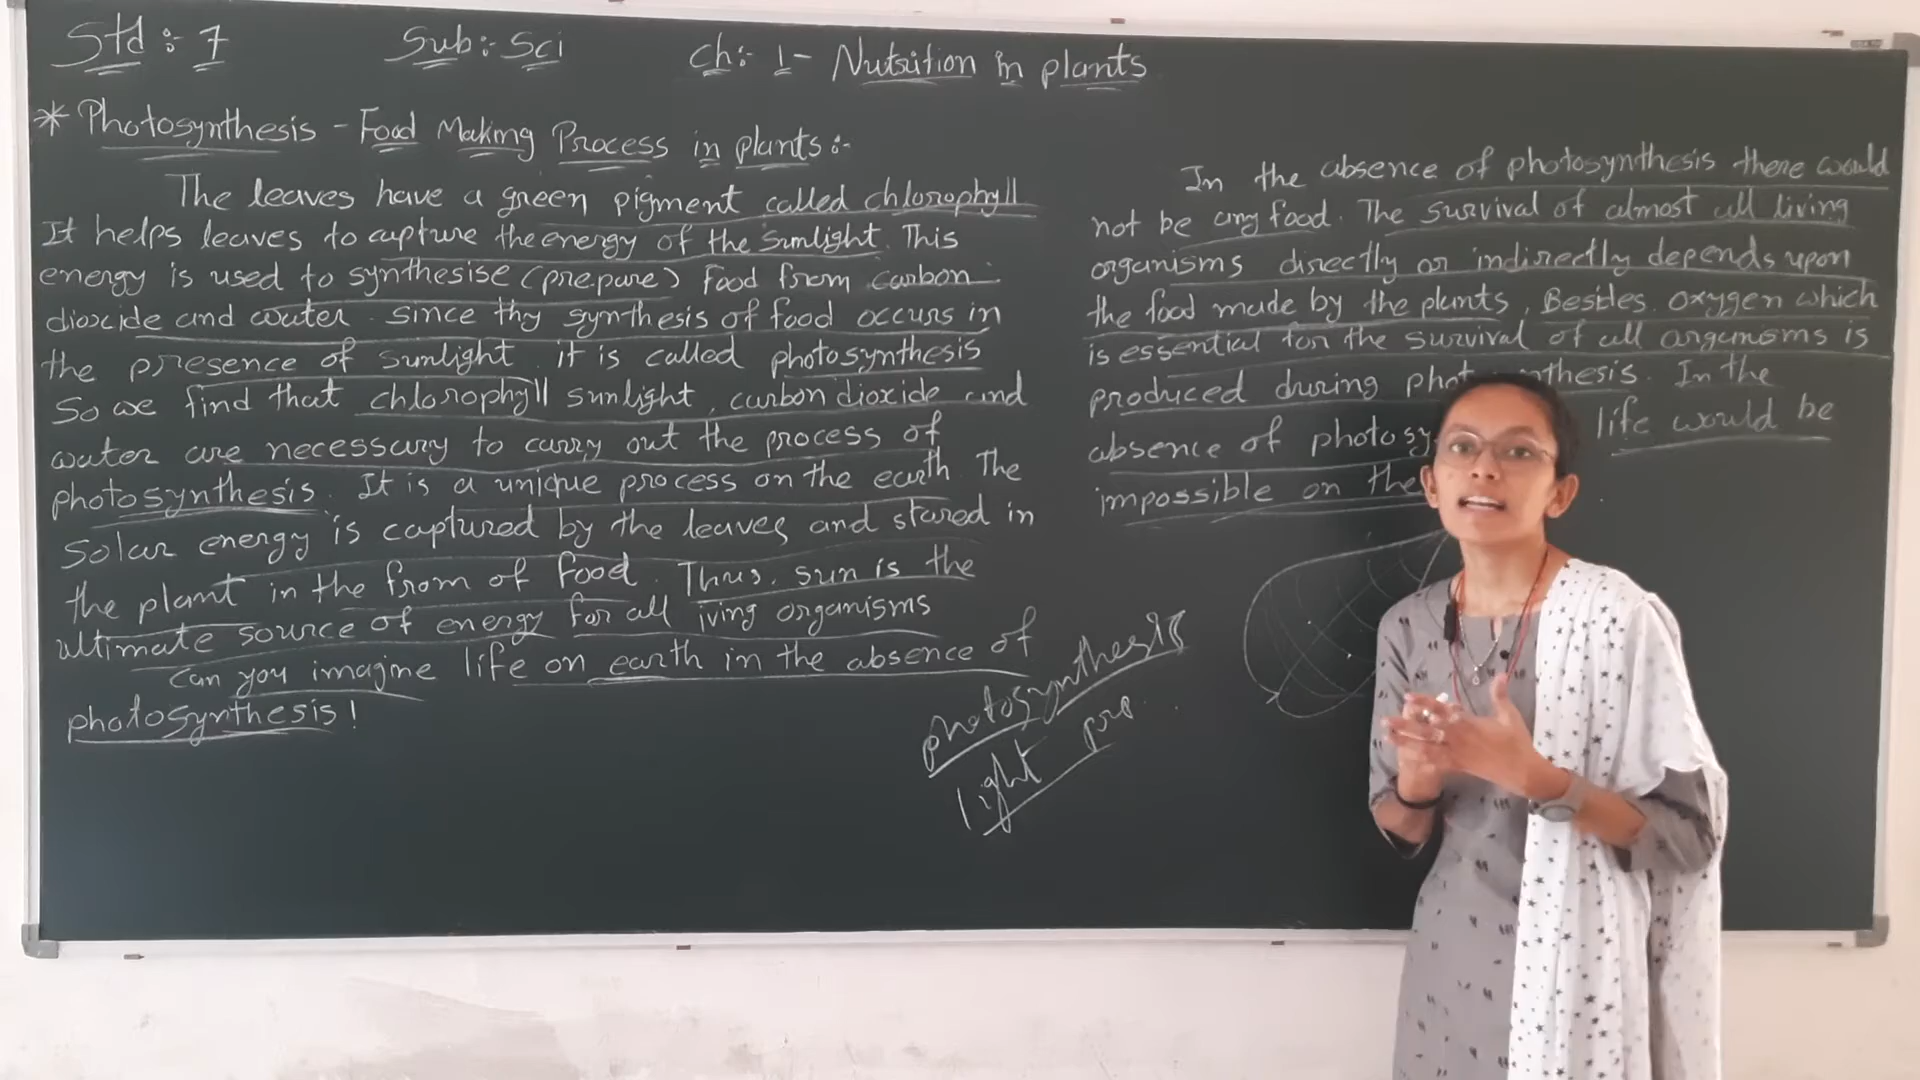 Std :- 7 Sub:- Sci Ch:- 1- Nutrition in plants
* Photosynthesis - Food Making Process in plants :-
The leaves have a green pigment called chlorophyll
It helps leaves to capture the energy of the sunlight. This
energy is used to synthesise (prepare) food from carbon
dioxide and water. Since thy synthesis of food occurs in
the presence of sunlight. it is called photosynthesis
So we find that chlorophyll sunlight, carbon dioxide and
water are necessary to carry out the process of
photosynthesis. It is a unique process on the earth. The
Solar energy is captured by the leaves and stared in
the plant in the from of food. Thus, sun is the
ultimate source of energy for all iving organisms
Can you imagine life on earth in the absence of
photosynthesis!
In the absence of photosynthesis there would
not be any food. The survival of almost all living
organisms directly or indirectly depends upon
the food made by the plants, Besides. oxygen which
is essential for the survival of all organisms is
produced during photosynthesis. In the
absence of photosy life would be
impossible on the
photosynthesis
light pro